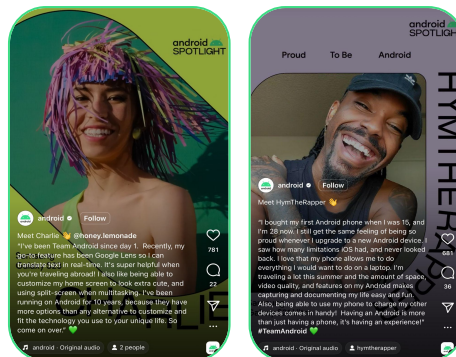 android
SPOTLIGHT
android
Follow
Meet Charlie 👋 @honey.lemonade
"I've been Team Android since day 1. Recently, my
go-to feature has been Google Lens so I can
translate text in real-time. It's super helpful when
you're traveling abroad! I also like being able to
customize my home screen to look extra cute, and
using split-screen when multitasking. I've been
running on Android for 10 years, because they have
more options than any alternative to customize and
fit the technology you use to your unique life. So
come on over." 💚
781
22
android · Original audio
2 people
android
SPOTLIGHT
Proud To Be Android
HYMTHERAPPER
android
Follow
Meet HymTheRapper 👋
"I bought my first Android phone when I was 15, and
I'm 28 now. I still get the same feeling of being so
proud whenever I upgrade to a new Android device. I
saw how many limitations iOS had, and never looked
back. I love that my phone allows me to do
everything I would want to do on a laptop. I'm
traveling a lot this summer and the amount of space,
video quality, and features on my Android makes
capturing and documenting my life easy and fun.
Also, being able to use my phone to charge my other
devices comes in handy! Having an Android is more
than just having a phone, it's having an experience!"
#TeamAndroid 💚
681
36
android · Original audio
hymtherapper